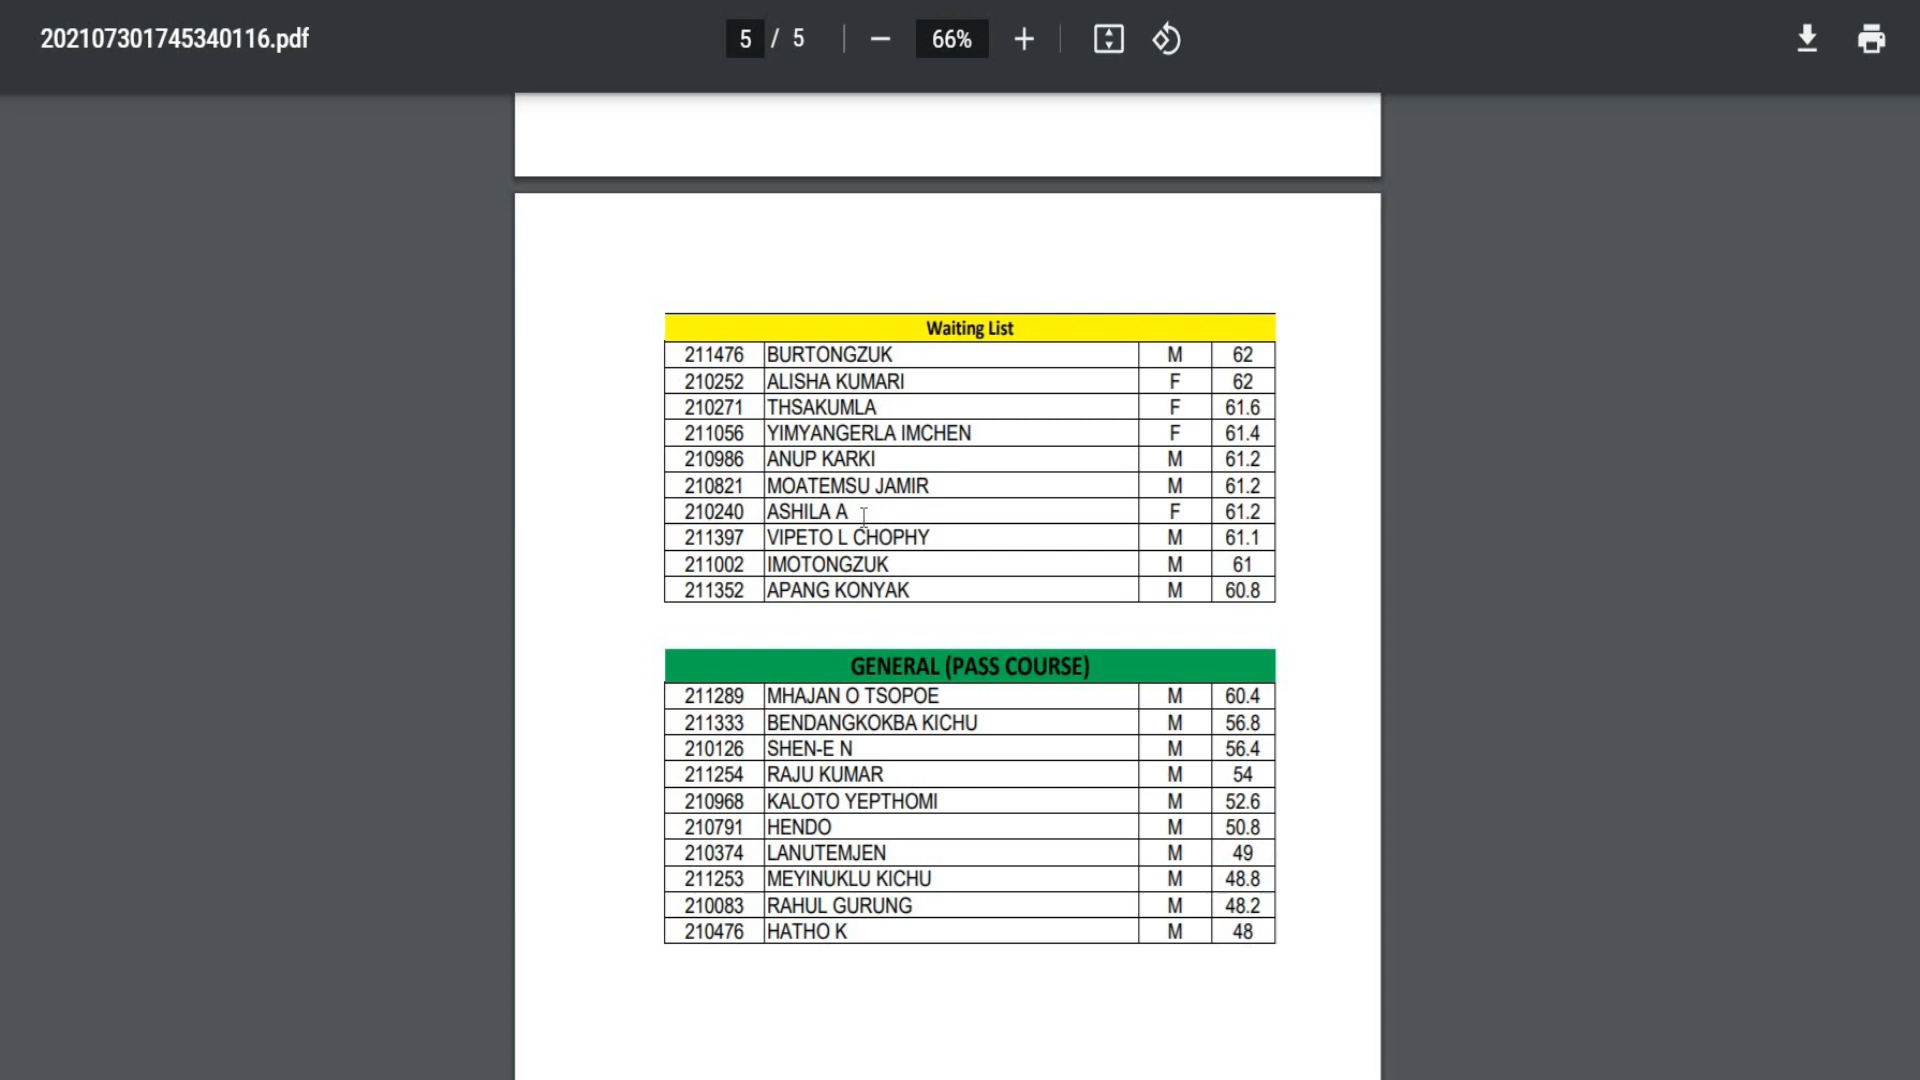 202107301745340116.pdf 5 / 5 66%
Waiting List
211476 BURTONGZUK M 62
210252 ALISHA KUMARI F 62
210271 THSAKUMLA F 61.6
211056 YIMYANGERLA IMCHEN F 61.4
210986 ANUP KARKI M 61.2
210821 MOATEMSU JAMIR M 61.2
210240 ASHILA A F 61.2
211397 VIPETO L CHOPHY M 61.1
211002 IMOTONGZUK M 61
211352 APANG KONYAK M 60.8
GENERAL (PASS COURSE)
211289 MHAJAN O TSOPOE M 60.4
211333 BENDANGKOKBA KICHU M 56.8
210126 SHEN-E N M 56.4
211254 RAJU KUMAR M 54
210968 KALOTO YEPTHOMI M 52.6
210791 HENDO M 50.8
210374 LANUTEMJEN M 49
211253 MEYINUKLU KICHU M 48.8
210083 RAHUL GURUNG M 48.2
210476 HATHO K M 48